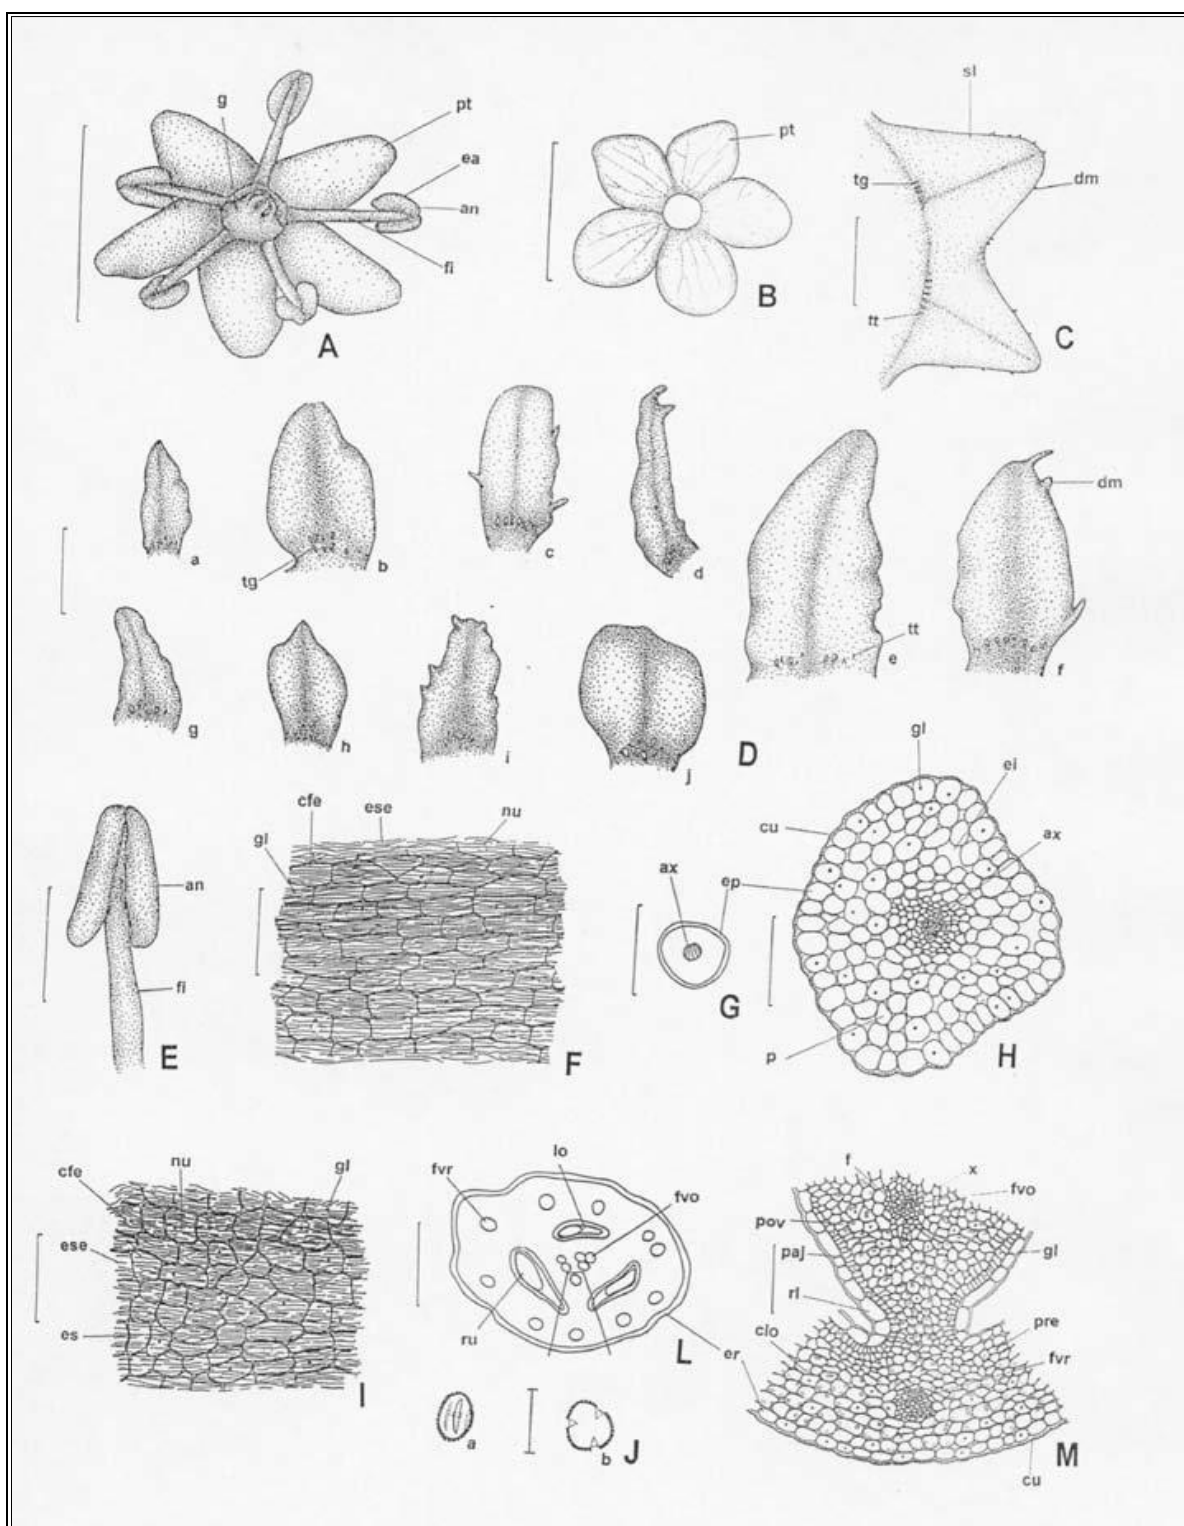 g
pt
ea
an
fi
A
pt
B
sl
tg
dm
tt
C
a
tg
b
c
d
tt
e
dm
f
g
h
i
j
D
an
fi
E
cfe
ese
nu
gl
F
ax
ep
G
gl
ei
cu
ax
p
H
cfe
nu
gl
ese
es
I
lo
fvr
fvo
ru
er
L
a
b
J
f
x
fvo
pov
paj
gl
rl
clo
pre
fvr
cu
M